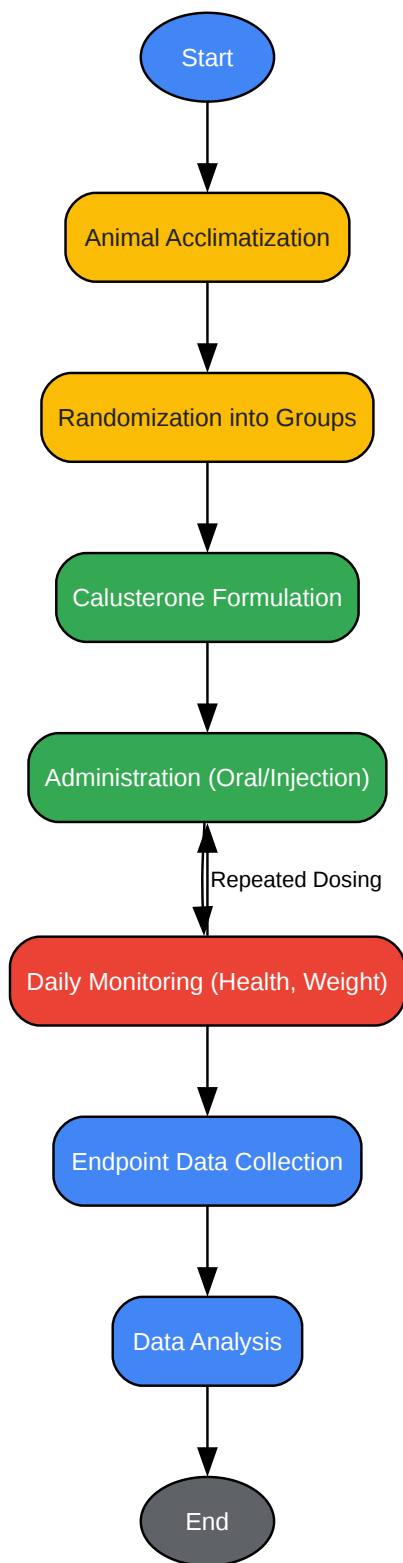 Start
Animal Acclimatization
Randomization into Groups
Calusterone Formulation
Administration (Oral/Injection)
Repeated Dosing
Daily Monitoring (Health, Weight)
Endpoint Data Collection
Data Analysis
End